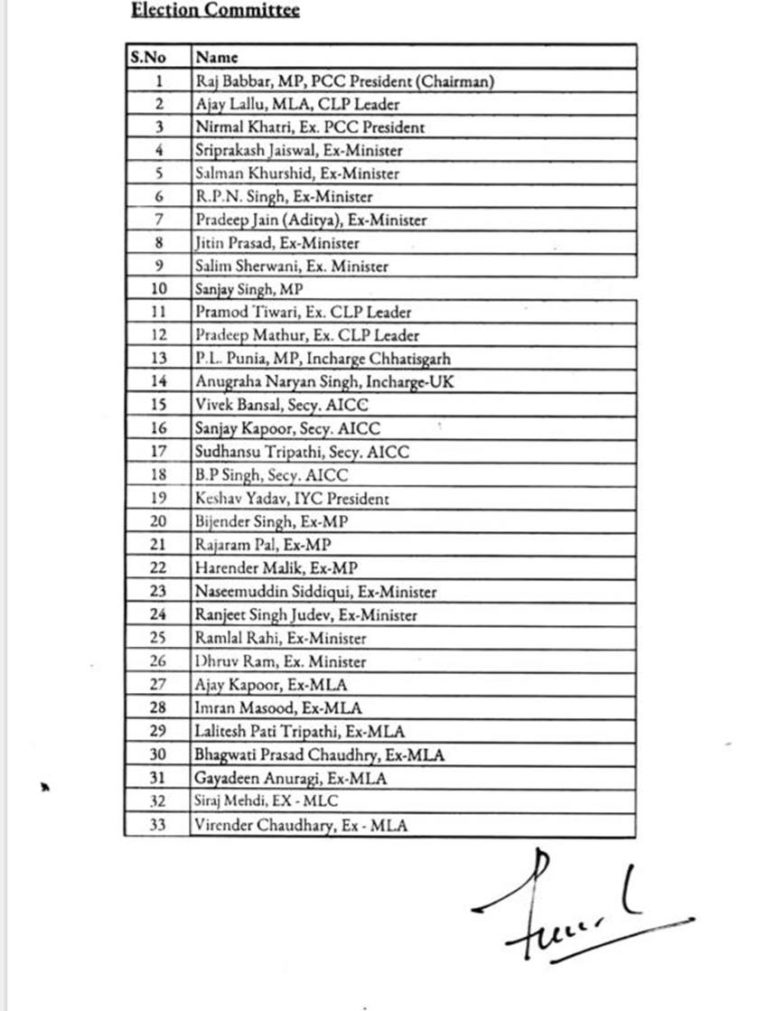 Election Committee
S.No Name
1 Raj Babbar, MP, PCC President (Chairman)
2 Ajay Lallu, MLA, CLP Leader
3 Nirmal Khatri, Ex. PCC President
4 Sriprakash Jaiswal, Ex-Minister
5 Salman Khurshid, Ex-Minister
6 R.P.N. Singh, Ex-Minister
7 Pradeep Jain (Aditya), Ex-Minister
8 Jitin Prasad, Ex-Minister
9 Salim Sherwani, Ex. Minister
10 Sanjay Singh, MP
11 Pramod Tiwari, Ex. CLP Leader
12 Pradeep Mathur, Ex. CLP Leader
13 P.L. Punia, MP, Incharge Chhatisgarh
14 Anugraha Naryan Singh, Incharge-UK
15 Vivek Bansal, Secy. AICC
16 Sanjay Kapoor, Secy. AICC
17 Sudhansu Tripathi, Secy. AICC
18 B.P Singh, Secy. AICC
19 Keshav Yadav, IYC President
20 Bijender Singh, Ex-MP
21 Rajaram Pal, Ex-MP
22 Harender Malik, Ex-MP
23 Naseemuddin Siddiqui, Ex-Minister
24 Ranjeet Singh Judev, Ex-Minister
25 Ramlal Rahi, Ex-Minister
26 Dhruv Ram, Ex. Minister
27 Ajay Kapoor, Ex-MLA
28 Imran Masood, Ex-MLA
29 Lalitesh Pati Tripathi, Ex-MLA
30 Bhagwati Prasad Chaudhry, Ex-MLA
31 Gayadeen Anuragi, Ex-MLA
32 Siraj Mehdi, EX - MLC
33 Virender Chaudhary, Ex - MLA